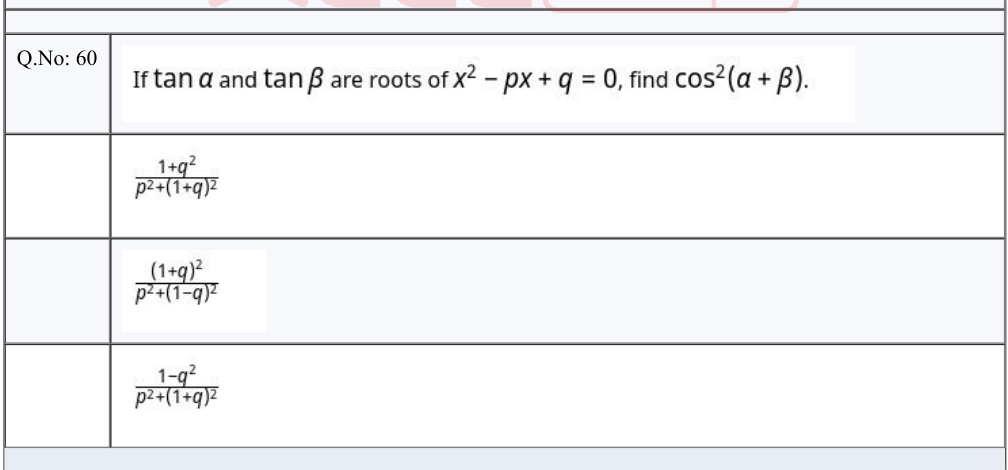 Q.No: 60
If tan α and tan β are roots of x² − px + q = 0, find cos²(α + β).
1+q²
p²+(1+q)²
(1+q)²
p²+(1−q)²
1−q²
p²+(1+q)²